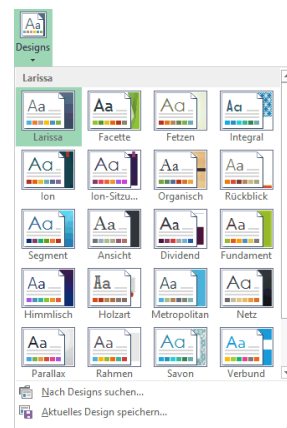 Aa
Designs
Larissa
Aa Aa Aa Aa
Larissa Facette Fetzen Integral
Aa Aa Aa Aa
Ion Ion-Sitzu... Organisch Rückblick
Aa Aa Aa Aa
Segment Ansicht Dividend Fundament
Aa Aa Aa Aa
Himmlisch Holzart Metropolitan Netz
Aa Aa Aa Aa
Parallax Rahmen Savon Verbund
Nach Designs suchen...
Aktuelles Design speichern...